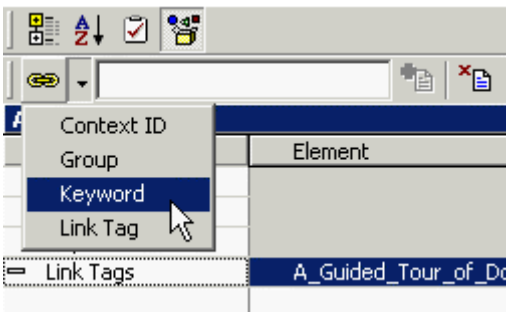 A
Z
Context ID
Group
Element
Keyword
Link Tag
Link Tags
A_Guided_Tour_of_Do